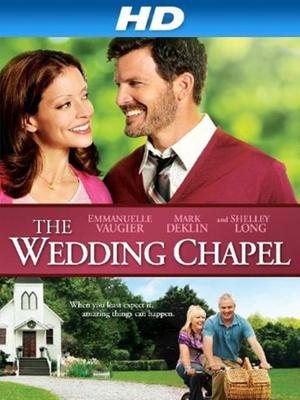 HD
THE
EMMANUELLE VAUGIER
MARK DEKLIN
and SHELLEY LONG
WEDDING CHAPEL
When you least expect it,
amazing things can happen.